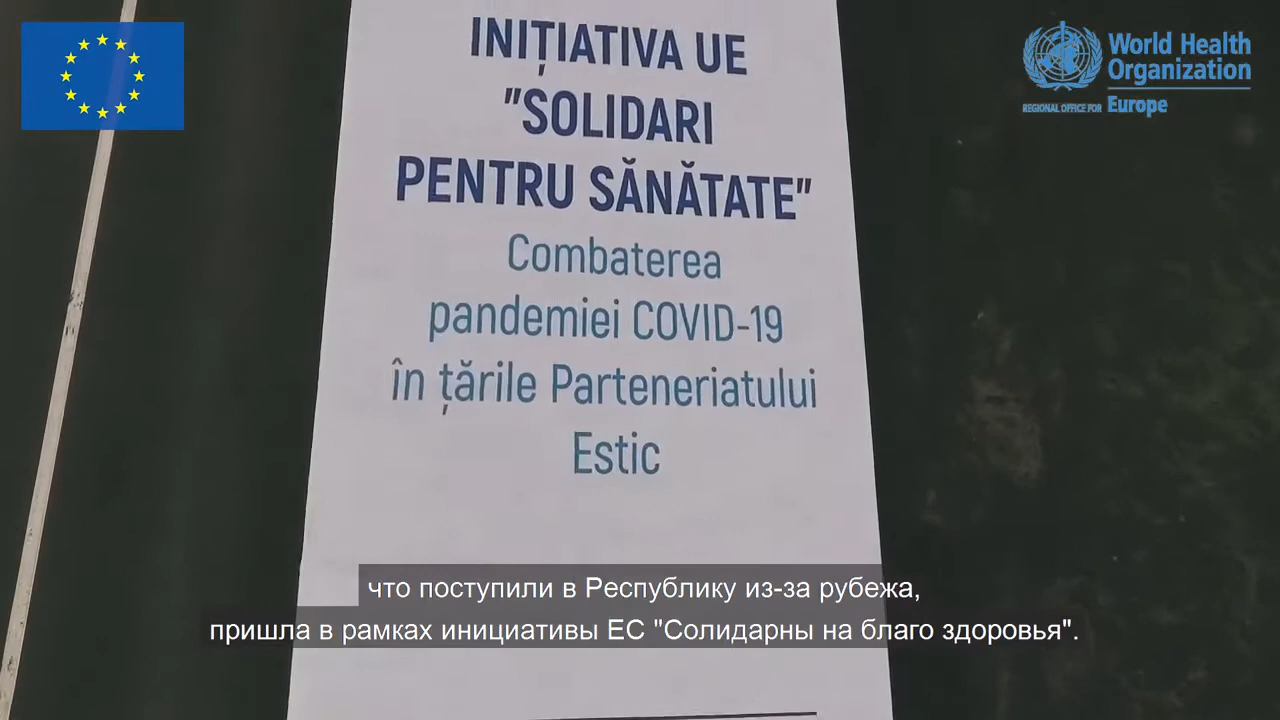 World Health
Organization
REGIONAL OFFICE FOR Europe
INIȚIATIVA UE
"SOLIDARI
PENTRU SĂNĂTATE"
Combaterea
pandemiei COVID-19
în țările Parteneriatului
Estic
что поступили в Республику из-за рубежа,
пришла в рамках инициативы ЕС "Солидарны на благо здоровья".